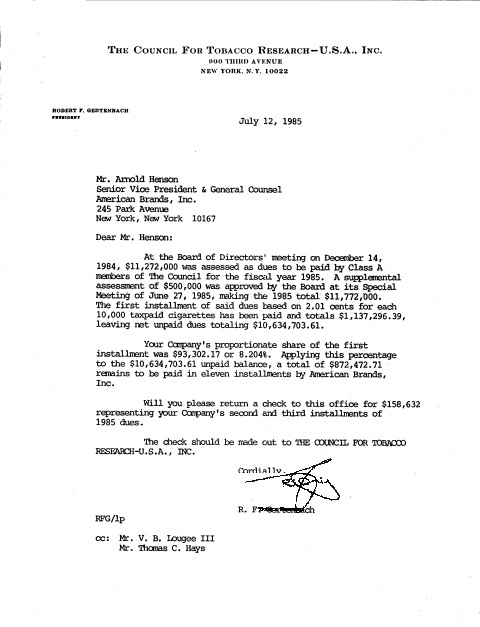 THE COUNCIL FOR TOBACCO RESEARCH—U.S.A., INC.
900 THIRD AVENUE
NEW YORK, N.Y. 10022
ROBERT F. GERTENBACH
PRESIDENT
July 12, 1985
Mr. Arnold Henson
Senior Vice President & General Counsel
American Brands, Inc.
245 Park Avenue
New York, New York 10167
Dear Mr. Henson:
At the Board of Directors' meeting on December 14,
1984, $11,272,000 was assessed as dues to be paid by Class A
members of The Council for the fiscal year 1985. A supplemental
assessment of $500,000 was approved by the Board at its Special
Meeting of June 27, 1985, making the 1985 total $11,772,000.
The first installment of said dues based on 2.01 cents for each
10,000 taxpaid cigarettes has been paid and totals $1,137,296.39,
leaving net unpaid dues totaling $10,634,703.61.
Your Company's proportionate share of the first
installment was $93,302.17 or 8.204%. Applying this percentage
to the $10,634,703.61 unpaid balance, a total of $872,472.71
remains to be paid in eleven installments by American Brands,
Inc.
Will you please return a check to this office for $158,632
representing your Company's second and third installments of
1985 dues.
The check should be made out to THE COUNCIL FOR TOBACCO
RESEARCH-U.S.A., INC.
Cordially,
R. F.
RFG/lp
cc: Mr. V. B. Lougee III
Mr. Thomas C. Hays